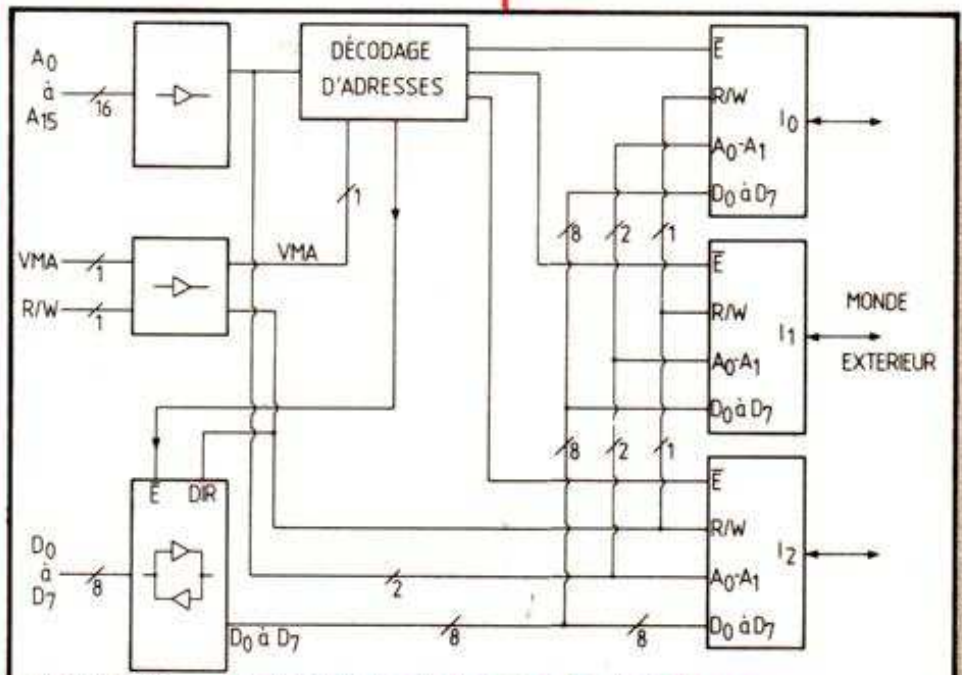 A0
à
A15
16
DÉCODAGE
D'ADRESSES
E̅
R/W
A0-A1
D0 à D7
I0
1
8
2
1
VMA
1
R/W
1
VMA
E̅
R/W
A0-A1
D0 à D7
I1
MONDE
EXTERIEUR
8
2
1
E
DIR
D0
à
D7
8
E̅
R/W
A0-A1
D0 à D7
I2
2
D0 à D7
8
8